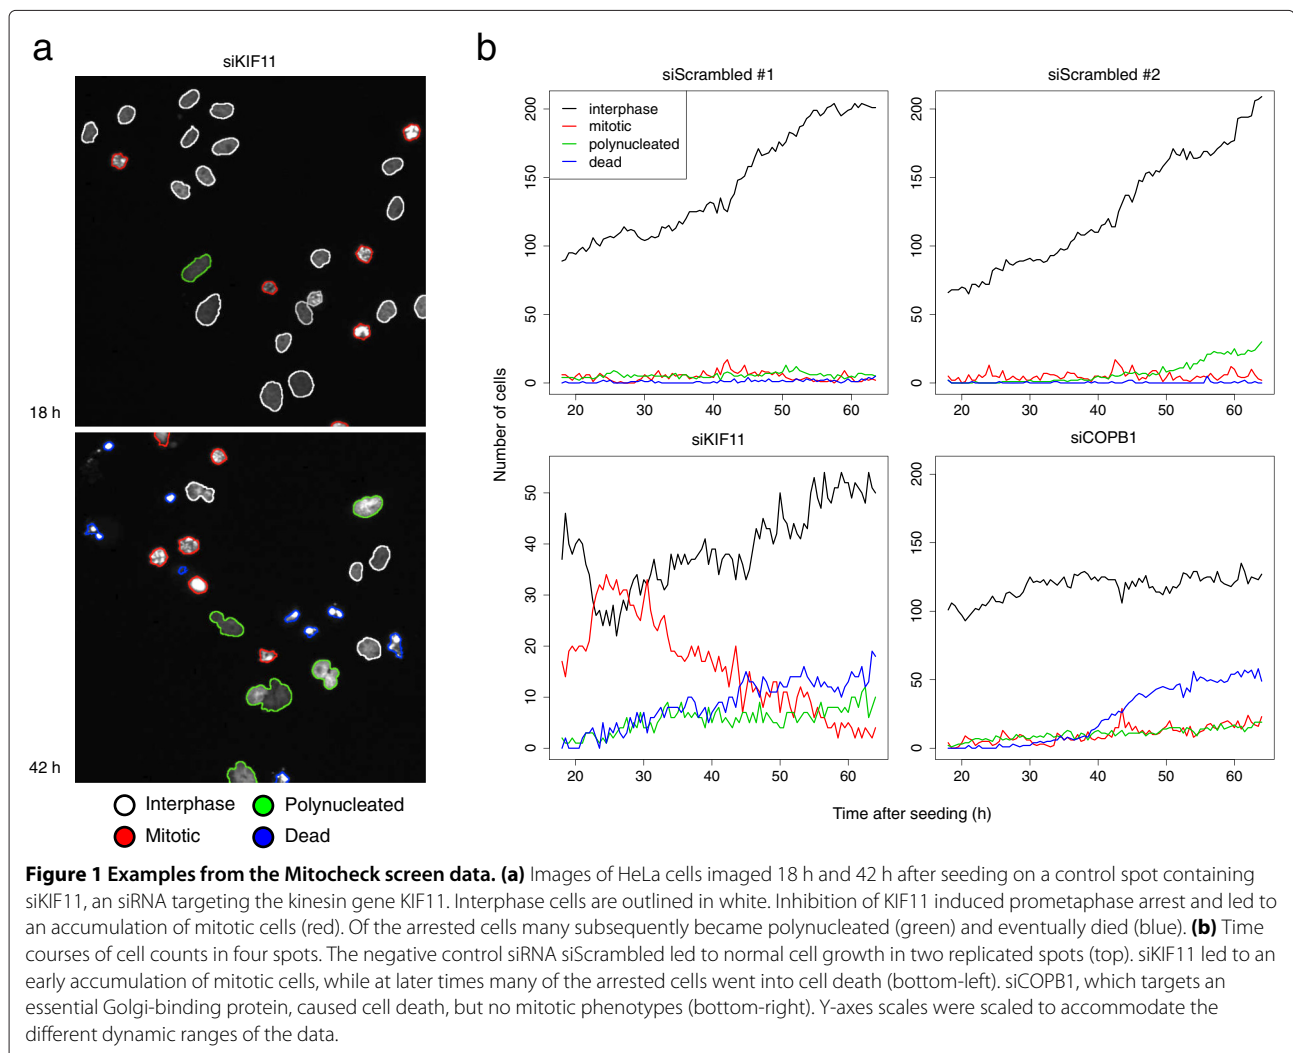 a
siKIF11
18 h
42 h
Interphase
Polynucleated
Mitotic
Dead
b
siScrambled #1
siScrambled #2
interphase
mitotic
polynucleated
dead
0
50
100
150
200
20
30
40
50
60
0
50
100
150
200
20
30
40
50
60
Number of cells
siKIF11
siCOPB1
0
10
20
30
40
50
20
30
40
50
60
0
50
100
150
200
20
30
40
50
60
Time after seeding (h)
Figure 1 Examples from the Mitocheck screen data. (a) Images of HeLa cells imaged 18 h and 42 h after seeding on a control spot containing
siKIF11, an siRNA targeting the kinesin gene KIF11. Interphase cells are outlined in white. Inhibition of KIF11 induced prometaphase arrest and led to
an accumulation of mitotic cells (red). Of the arrested cells many subsequently became polynucleated (green) and eventually died (blue). (b) Time
courses of cell counts in four spots. The negative control siRNA siScrambled led to normal cell growth in two replicated spots (top). siKIF11 led to an
early accumulation of mitotic cells, while at later times many of the arrested cells went into cell death (bottom-left). siCOPB1, which targets an
essential Golgi-binding protein, caused cell death, but no mitotic phenotypes (bottom-right). Y-axes scales were scaled to accommodate the
different dynamic ranges of the data.